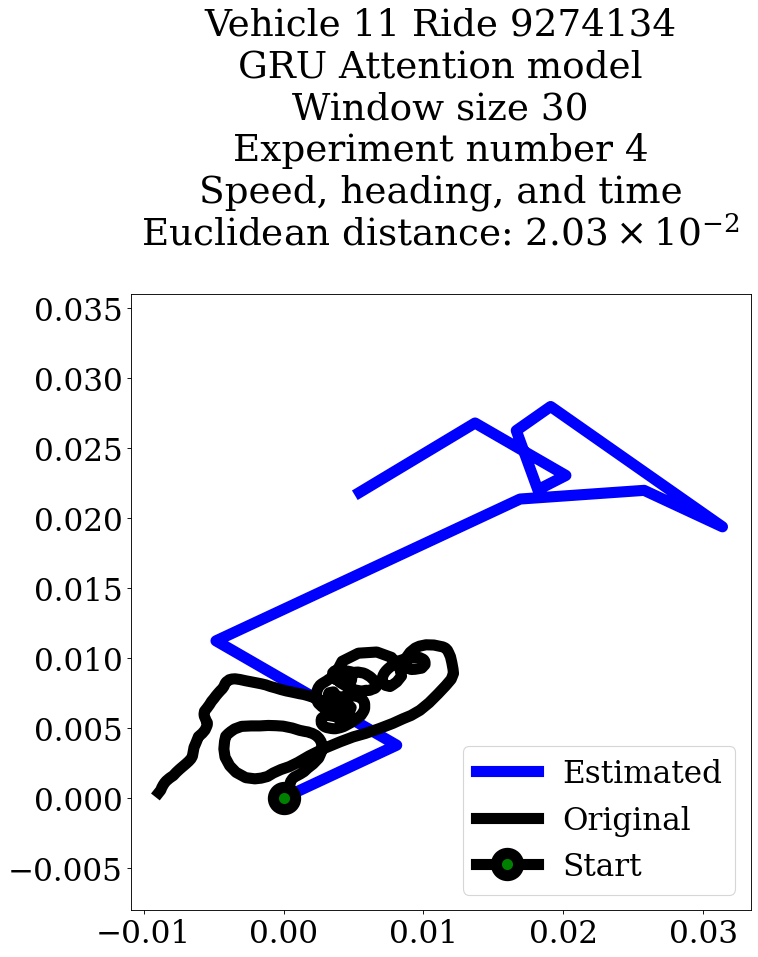 Vehicle 11 Ride 9274134
GRU Attention model
Window size 30
Experiment number 4
Speed, heading, and time
Euclidean distance: 2.03 × 10⁻²
0.035
0.030
0.025
0.020
0.015
0.010
0.005
0.000
−0.005
Estimated
Original
Start
−0.01 0.00 0.01 0.02 0.03